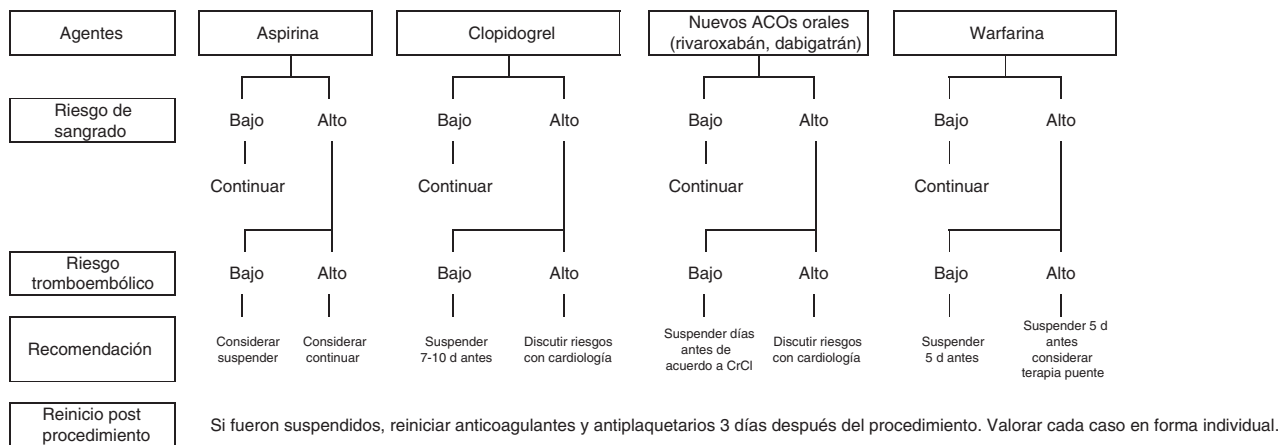 Agentes
Aspirina
Clopidogrel
Nuevos ACOs orales
(rivaroxabán, dabigatrán)
Warfarina
Riesgo de
sangrado
Bajo Alto Bajo Alto Bajo Alto Bajo Alto
Continuar Continuar Continuar Continuar
Riesgo
tromboembólico
Bajo Alto Bajo Alto Bajo Alto Bajo Alto
Recomendación
Considerar
suspender
Considerar
continuar
Suspender
7-10 d antes
Discutir riesgos
con cardiología
Suspender días
antes de
acuerdo a CrCl
Discutir riesgos
con cardiología
Suspender
5 d antes
Suspender 5 d
antes
considerar
terapia puente
Reinicio post
procedimiento
Si fueron suspendidos, reiniciar anticoagulantes y antiplaquetarios 3 días después del procedimiento. Valorar cada caso en forma individual.